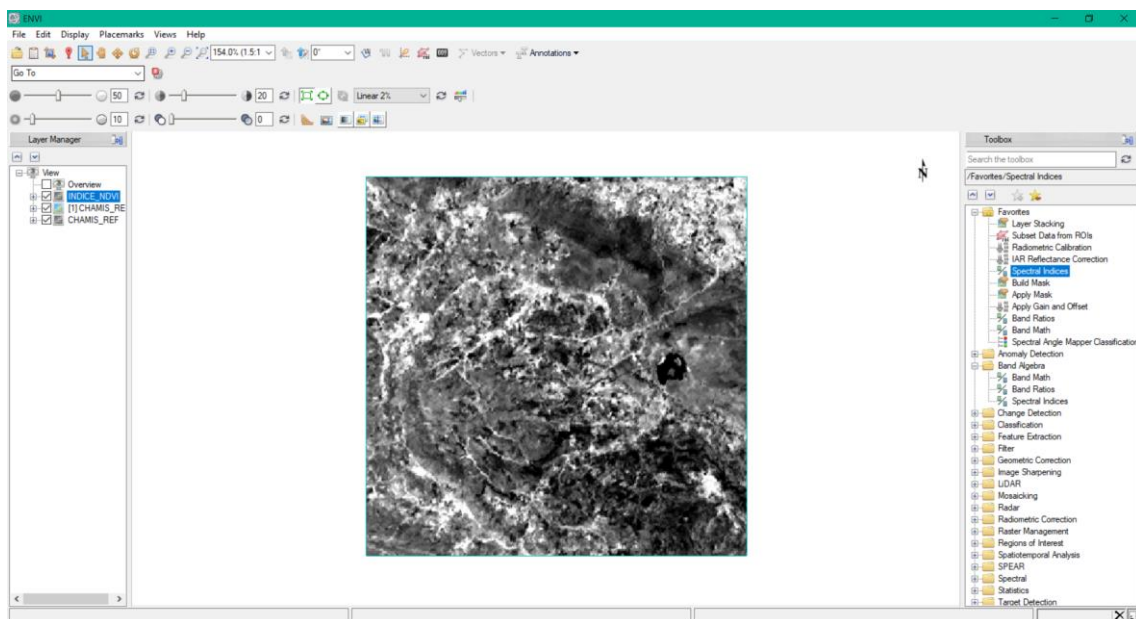 ENVI
File Edit Display Placemarks Views Help
154.0% (1.5:1 0° Vectors Annotations
Go To
50 20 Linear 2%
10 0
Layer Manager
View
Overview
INDICE_NDVI
[1] CHAMIS_RE
CHAMIS_REF
N
Toolbox
Search the toolbox
/Favorites/Spectral Indices
Favorites
Layer Stacking
Subset Data from ROIs
Radiometric Calibration
IAR Reflectance Correction
Spectral Indices
Build Mask
Apply Mask
Apply Gain and Offset
Band Ratios
Band Math
Spectral Angle Mapper Classification
Anomaly Detection
Band Algebra
Band Math
Band Ratios
Spectral Indices
Change Detection
Classification
Feature Extraction
Filter
Geometric Correction
Image Sharpening
LiDAR
Mosaicking
Radar
Radiometric Correction
Raster Management
Regions of Interest
Spatiotemporal Analysis
SPEAR
Spectral
Statistics
Target Detection